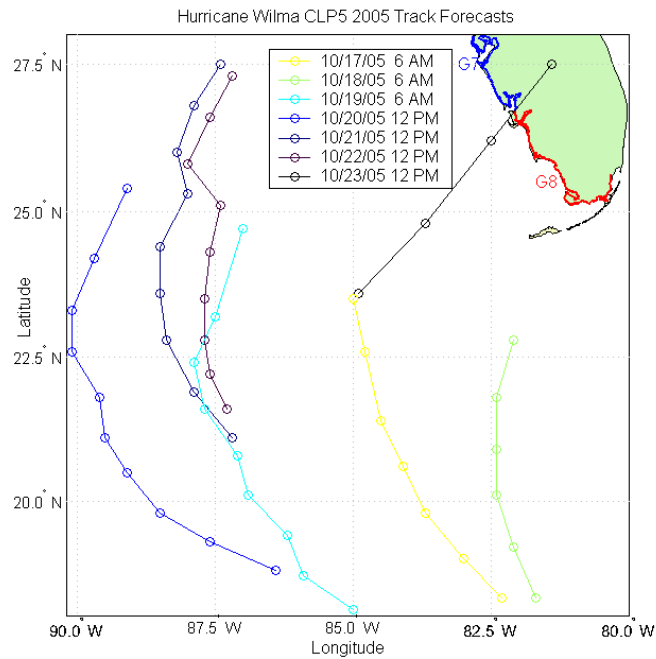 Hurricane Wilma CLP5 2005 Track Forecasts
27.5° N
25.0° N
22.5° N
20.0° N
Latitude
10/17/05 6 AM
10/18/05 6 AM
10/19/05 6 AM
10/20/05 12 PM
10/21/05 12 PM
10/22/05 12 PM
10/23/05 12 PM
G7
G8
90.0 W
87.5 W
85.0 W
82.5 W
80.0 W
Longitude